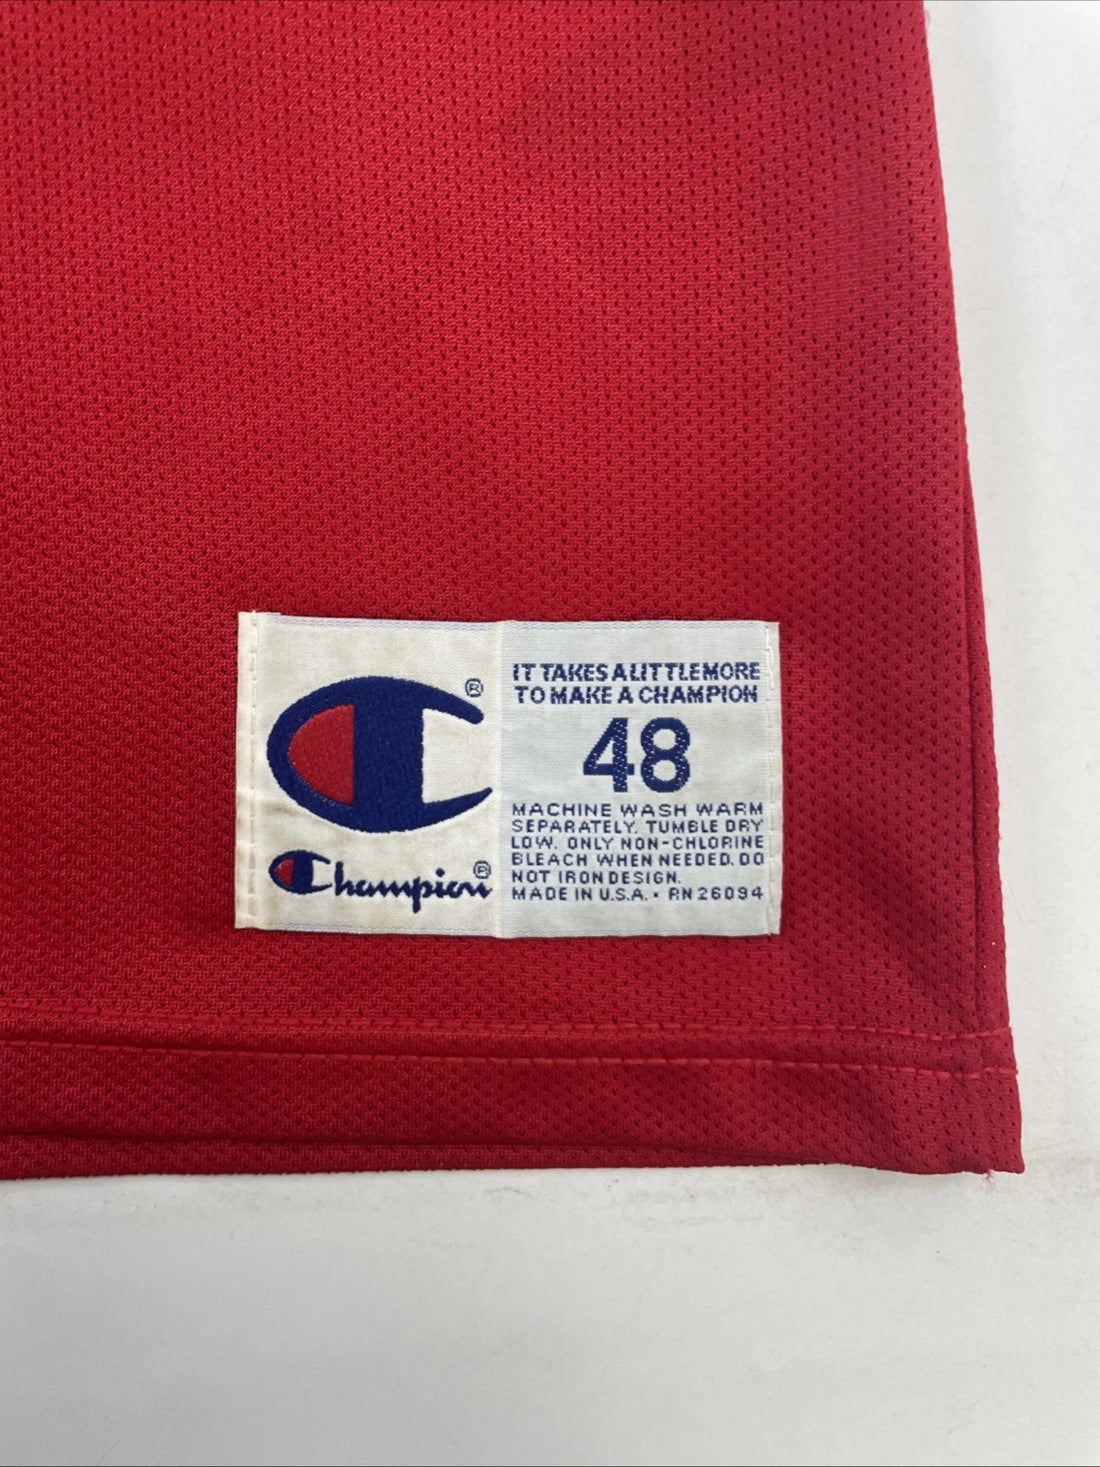 ®
Champion®
IT TAKES A LITTLE MORE
TO MAKE A CHAMPION
48
MACHINE WASH WARM
SEPARATELY. TUMBLE DRY
LOW. ONLY NON-CHLORINE
BLEACH WHEN NEEDED. DO
NOT IRON DESIGN.
MADE IN U.S.A. • RN 26094